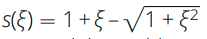 s(ξ) = 1 + ξ − √1 + ξ2